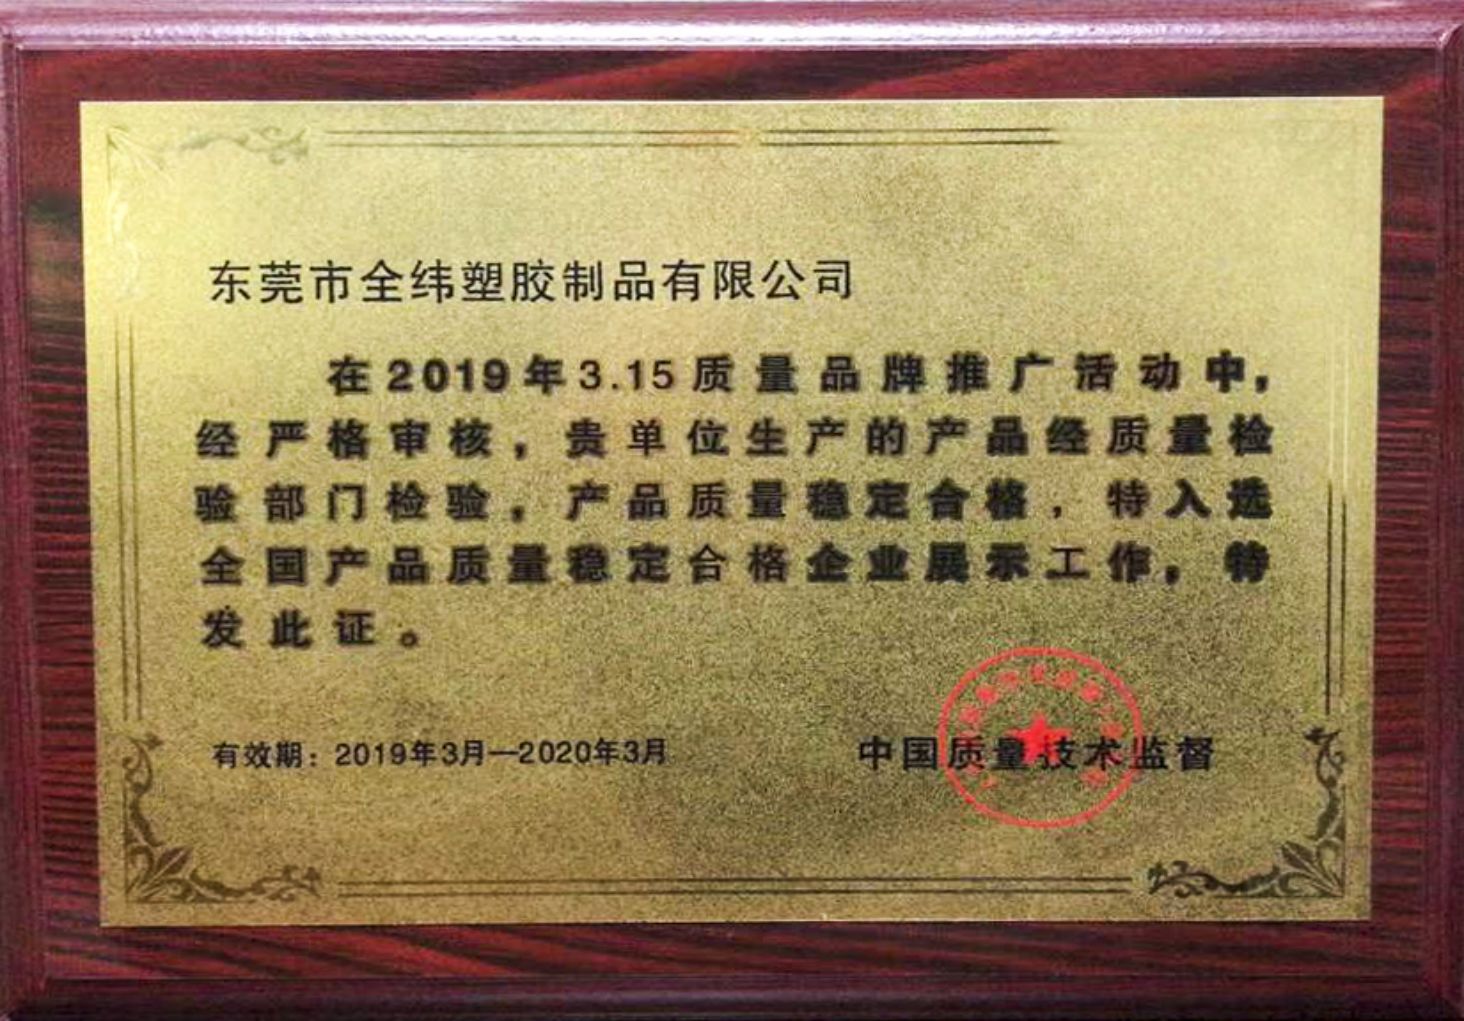 东莞市全纬塑胶制品有限公司
在2019年3.15质量品牌推广活动中,
经严格审核，贵单位生产的产品经质量检
验部门检验，产品质量稳定合格，特入选
全国产品质量稳定合格企业展示工作，特
发此证。
有效期：2019年3月—2020年3月
中国质量技术监督